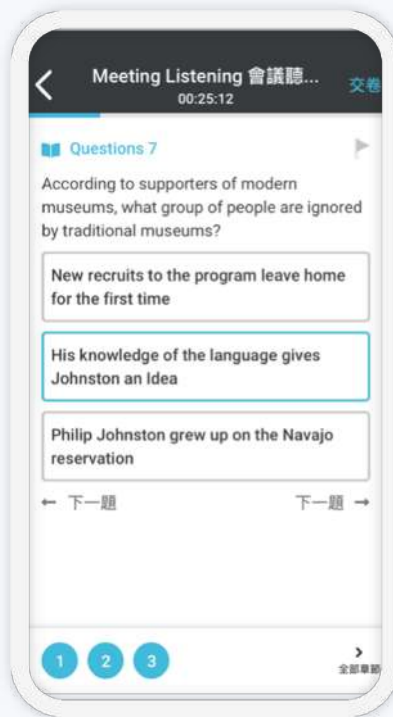 Meeting Listening 會議聽...
交卷
00:25:12
Questions 7
According to supporters of modern
museums, what group of people are ignored
by traditional museums?
New recruits to the program leave home
for the first time
His knowledge of the language gives
Johnston an Idea
Philip Johnston grew up on the Navajo
reservation
← 下一題
下一題 →
1 2 3
全部章節